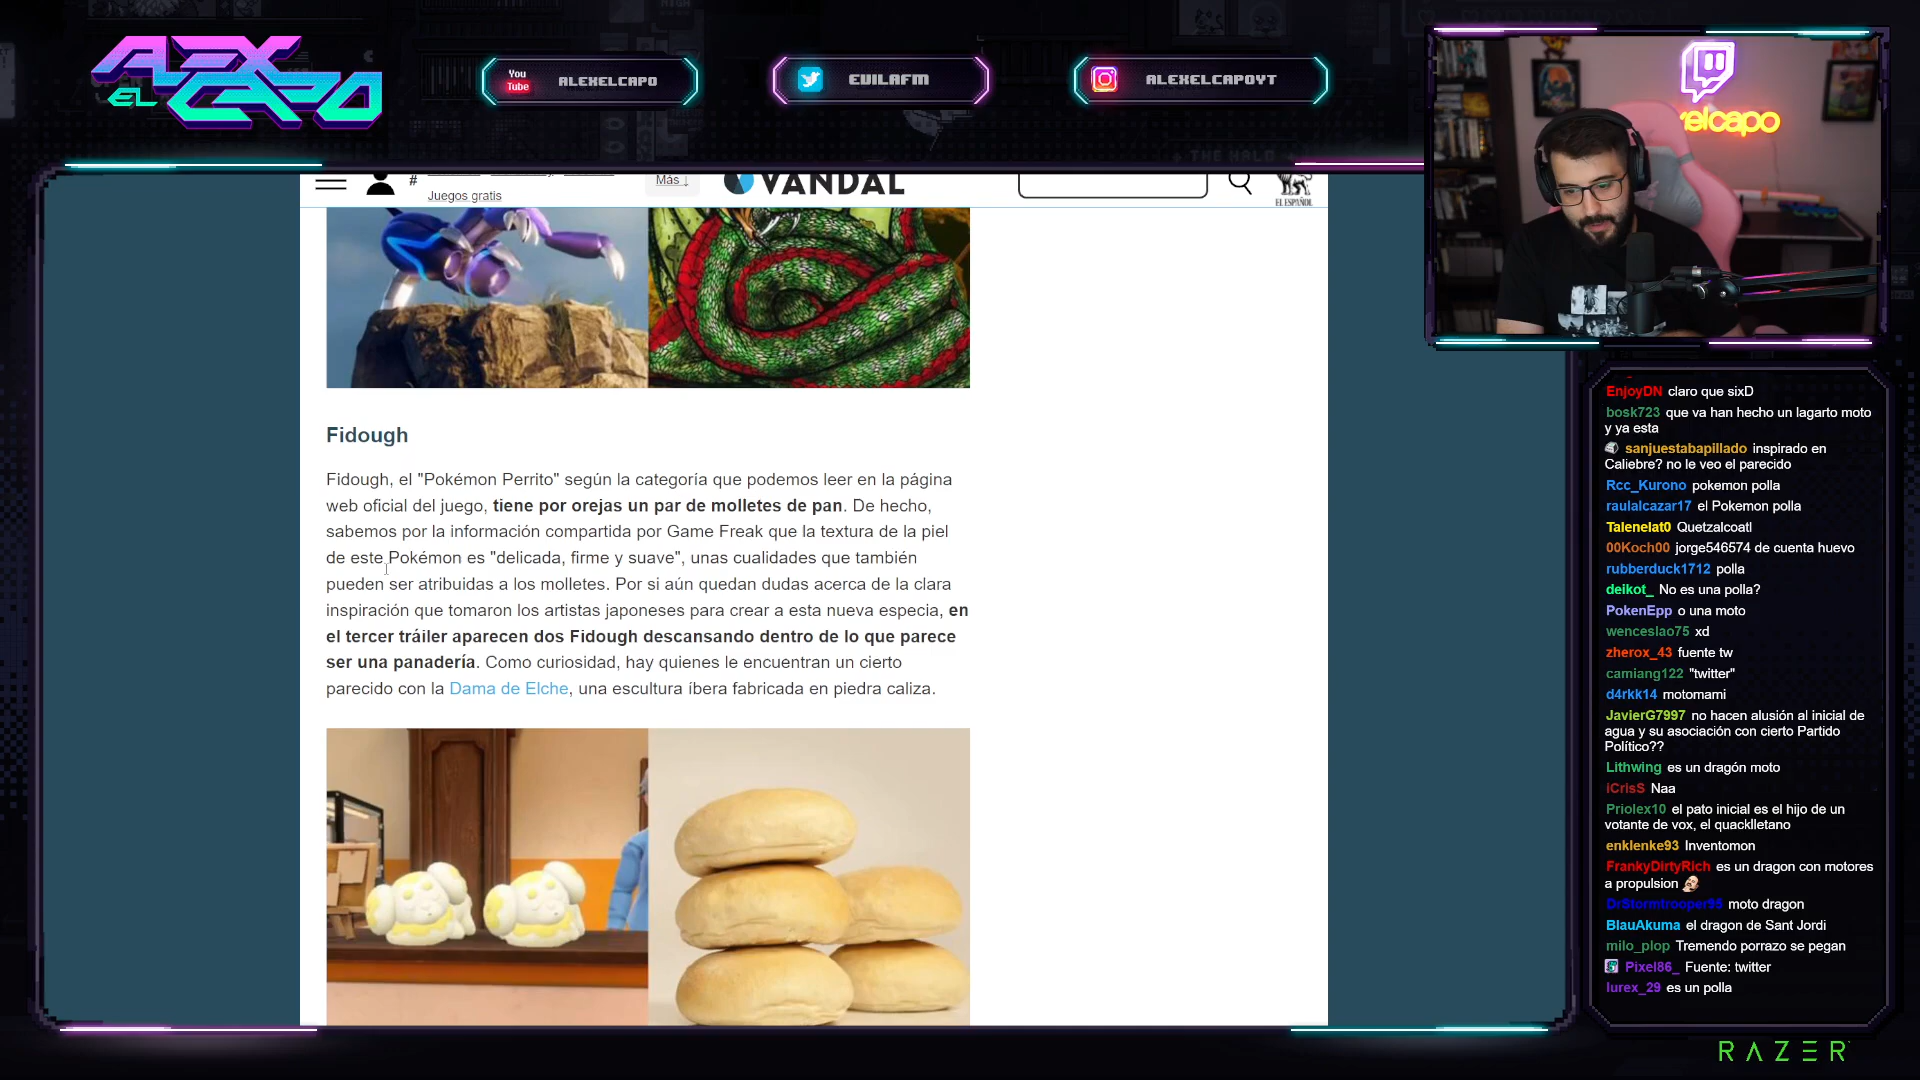 ALEX
EL CAPO
You
Tube
ALEXELCAPO
EVILAFM
ALEXELCAPOYT
elcapo
#
Juegos gratis
Más ↓
VANDAL
EL ESPAÑOL
Fidough
Fidough, el "Pokémon Perrito" según la categoría que podemos leer en la página
web oficial del juego, tiene por orejas un par de molletes de pan. De hecho,
sabemos por la información compartida por Game Freak que la textura de la piel
de este Pokémon es "delicada, firme y suave", unas cualidades que también
pueden ser atribuidas a los molletes. Por si aún quedan dudas acerca de la clara
inspiración que tomaron los artistas japoneses para crear a esta nueva especia, en
el tercer tráiler aparecen dos Fidough descansando dentro de lo que parece
ser una panadería. Como curiosidad, hay quienes le encuentran un cierto
parecido con la Dama de Elche, una escultura íbera fabricada en piedra caliza.
EnjoyDN claro que sixD
bosk723 que va han hecho un lagarto moto
y ya esta
sanjuestabapillado inspirado en
Caliebre? no le veo el parecido
Rcc_Kurono pokemon polla
raulalcazar17 el Pokemon polla
Talenelat0 Quetzalcoatl
00Koch00 jorge546574 de cuenta huevo
rubberduck1712 polla
deikot_ No es una polla?
PokenEpp o una moto
wenceslao75 xd
zherox_43 fuente tw
camiang122 "twitter"
d4rkk14 motomami
JavierG7997 no hacen alusión al inicial de
agua y su asociación con cierto Partido
Político??
Lithwing es un dragón moto
iCrisS Naa
Priolex10 el pato inicial es el hijo de un
votante de vox, el quacklletano
enklenke93 Inventomon
FrankyDirtyRich es un dragon con motores
a propulsion
DrStormtrooper95 moto dragon
BlauAkuma el dragon de Sant Jordi
milo_plop Tremendo porrazo se pegan
Pixel86_ Fuente: twitter
lurex_29 es un polla
RAZER